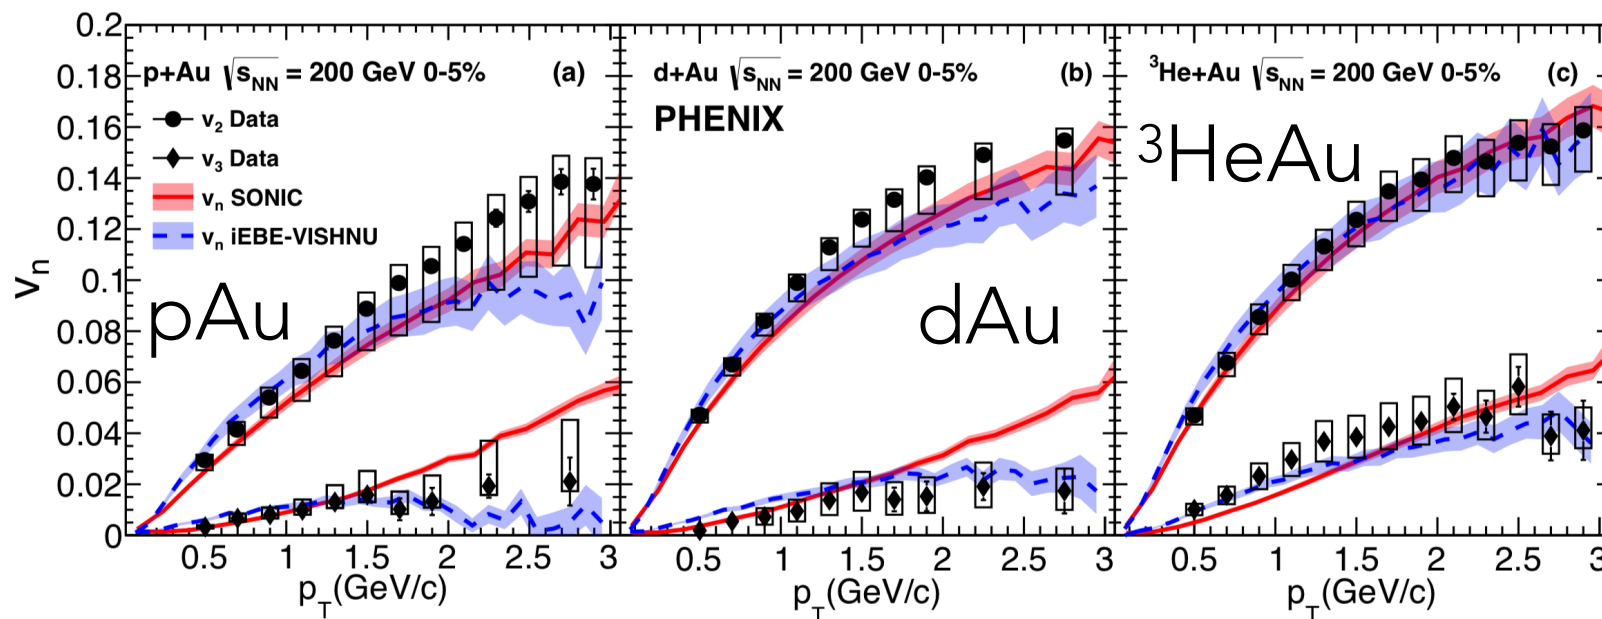 0.2
0.18
0.16
0.14
0.12
0.1
0.08
0.06
0.04
0.02
0
vn
p+Au √sNN = 200 GeV 0-5% (a)
v2 Data
v3 Data
vn SONIC
vn iEBE-VISHNU
pAu
0.5 1 1.5 2 2.5 3
pT(GeV/c)
d+Au √sNN = 200 GeV 0-5% (b)
PHENIX
dAu
0.5 1 1.5 2 2.5 3
pT(GeV/c)
3He+Au √sNN = 200 GeV 0-5% (c)
3HeAu
0.5 1 1.5 2 2.5 3
pT(GeV/c)